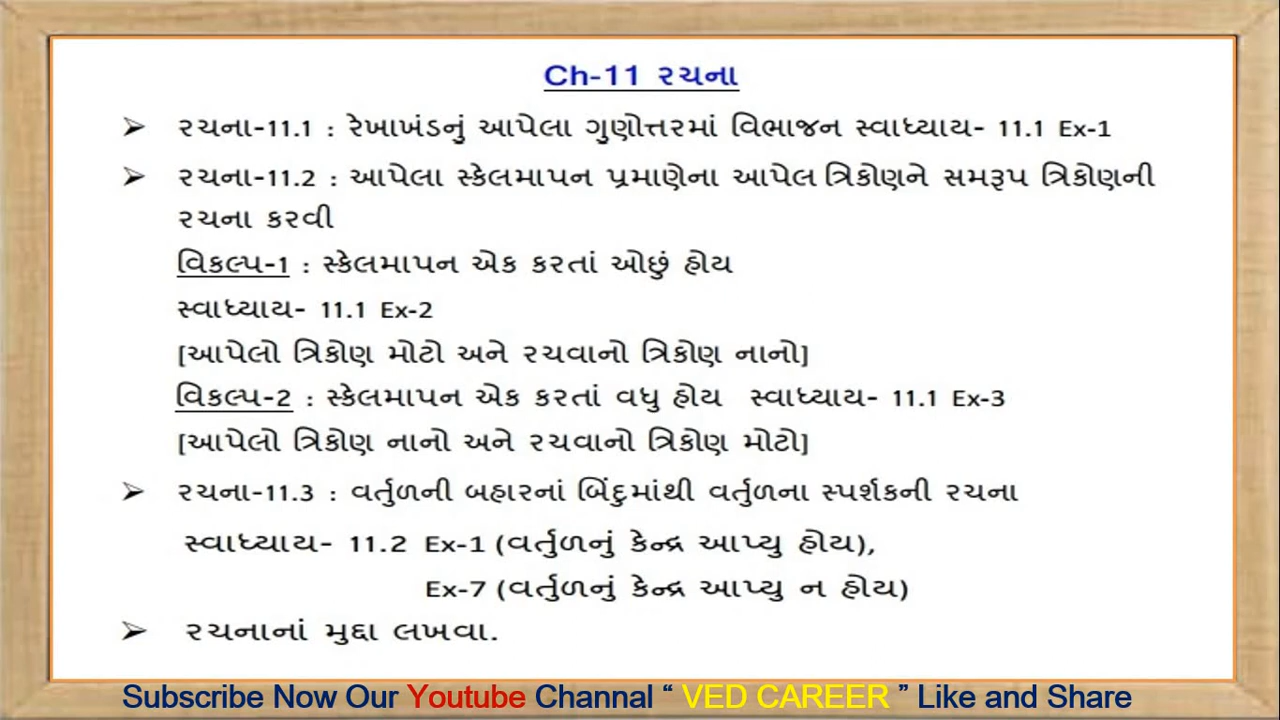 Ch-11 રચના
➢ રચના-11.1 : રેખાખંડનું આપેલા ગુણોત્તરમાં વિભાજન સ્વાધ્યાય- 11.1 Ex-1
➢ રચના-11.2 : આપેલા સ્કેલમાપન પ્રમાણેના આપેલ ત્રિકોણને સમરૂપ ત્રિકોણની
રચના કરવી
વિકલ્પ-1 : સ્કેલમાપન એક કરતાં ઓછું હોય
સ્વાધ્યાય- 11.1 Ex-2
[આપેલો ત્રિકોણ મોટો અને રચવાનો ત્રિકોણ નાનો]
વિકલ્પ-2 : સ્કેલમાપન એક કરતાં વધુ હોય સ્વાધ્યાય- 11.1 Ex-3
[આપેલો ત્રિકોણ નાનો અને રચવાનો ત્રિકોણ મોટો]
➢ રચના-11.3 : વર્તુળની બહારનાં બિંદુમાંથી વર્તુળના સ્પર્શકની રચના
સ્વાધ્યાય- 11.2 Ex-1 (વર્તુળનું કેન્દ્ર આપ્યુ હોય),
Ex-7 (વર્તુળનું કેન્દ્ર આપ્યુ ન હોય)
➢ રચનાનાં મુદ્દા લખવા.
Subscribe Now Our Youtube Channal “ VED CAREER ” Like and Share